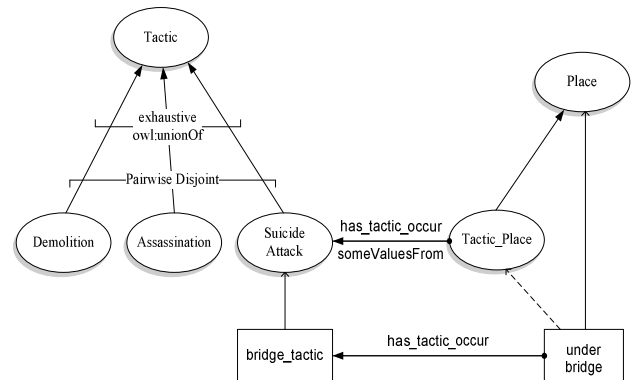 Tactic
Place
exhaustive
owl:unionOf
Pairwise Disjoint
Demolition
Assassination
Suicide
Attack
has_tactic_occur
someValuesFrom
Tactic_Place
bridge_tactic
has_tactic_occur
under
bridge